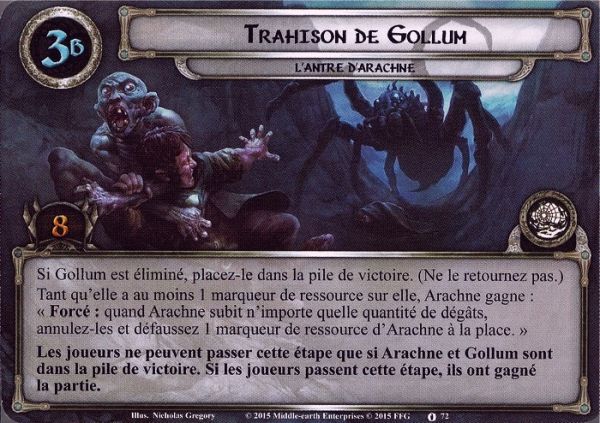 3B
TRAHISON DE GOLLUM
L'ANTRE D'ARACHNE
8
Si Gollum est éliminé, placez-le dans la pile de victoire. (Ne le retournez pas.)
Tant qu'elle a au moins 1 marqueur de ressource sur elle, Arachne gagne :
« Forcé : quand Arachne subit n'importe quelle quantité de dégâts,
annulez-les et défaussez 1 marqueur de ressource d'Arachne à la place. »
Les joueurs ne peuvent passer cette étape que si Arachne et Gollum sont
dans la pile de victoire. Si les joueurs passent cette étape, ils ont gagné
la partie.
Illus. Nicholas Gregory © 2015 Middle-earth Enterprises © 2015 FFG 72